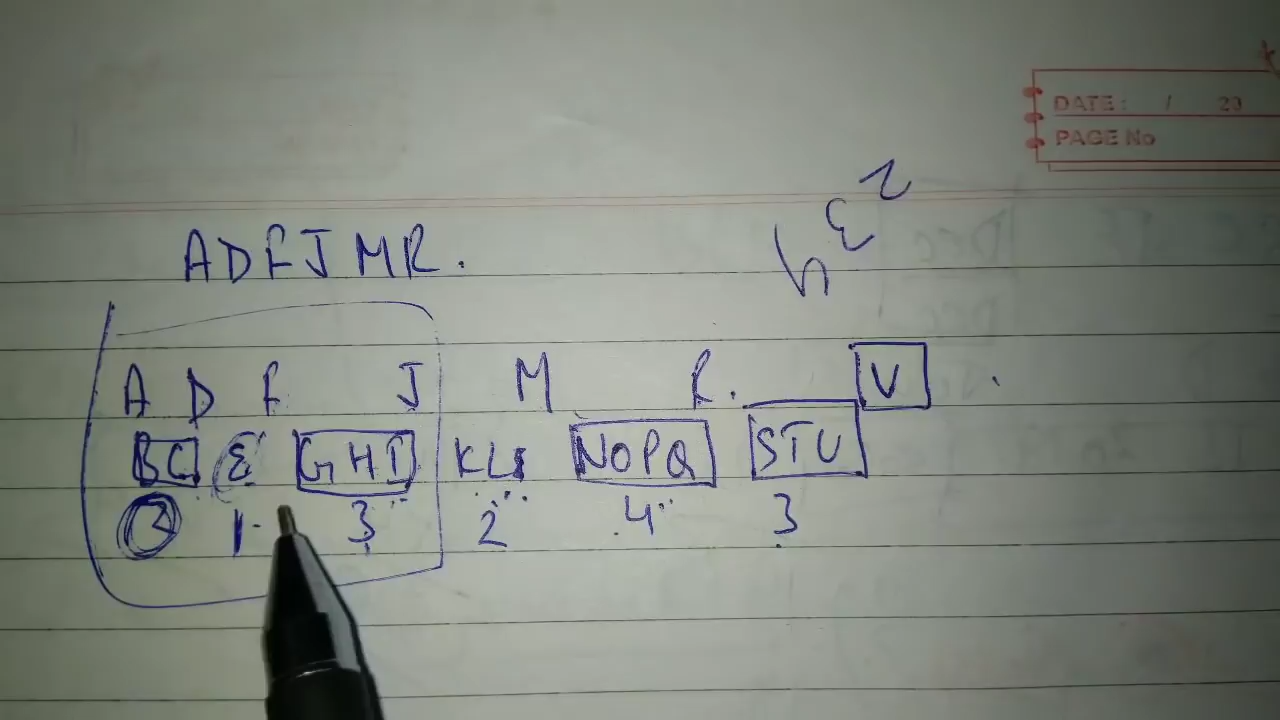 DATE: / 20
PAGE No
ADFJMR.
A D F J M R. V
BC E GHI KL NOPQ STU
2 1 3 2 4 3